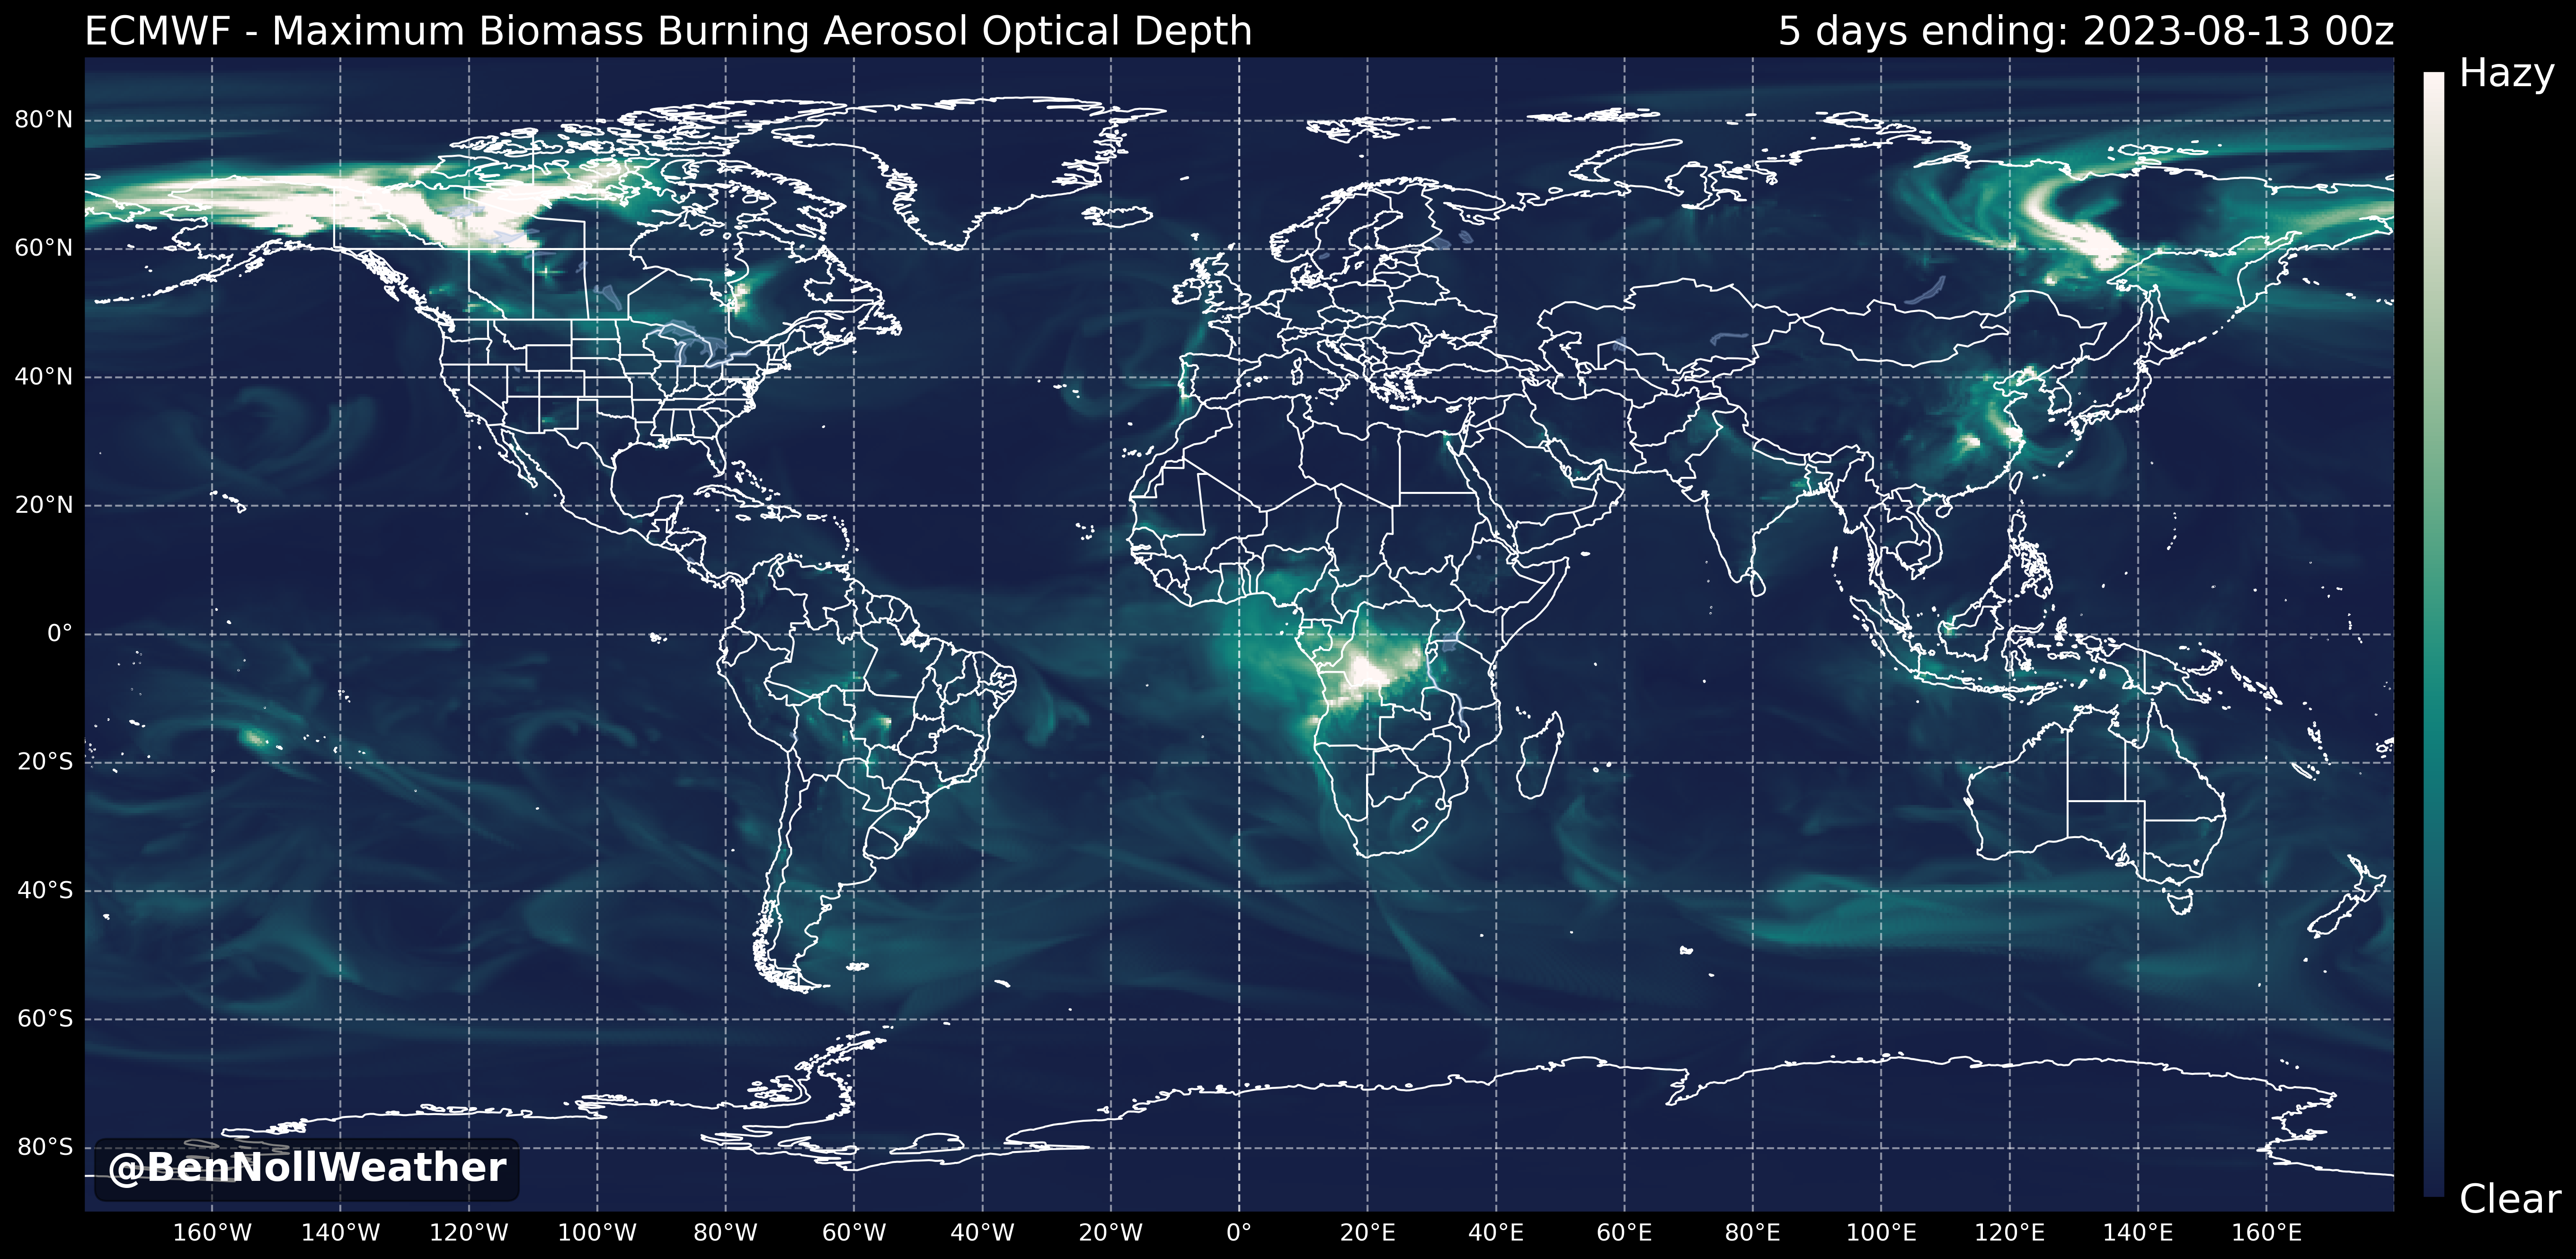 ECMWF - Maximum Biomass Burning Aerosol Optical Depth
5 days ending: 2023-08-13 00z
Hazy
80°N
60°N
40°N
20°N
0°
20°S
40°S
60°S
80°S
@BenNollWeather
Clear
160°W 140°W 120°W 100°W 80°W 60°W 40°W 20°W 0° 20°E 40°E 60°E 80°E 100°E 120°E 140°E 160°E